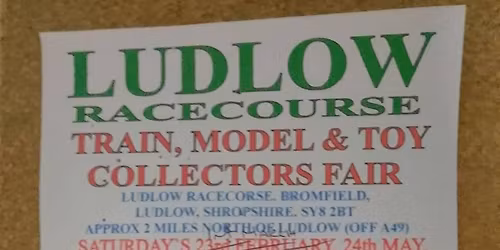 LUDLOW
RACECOURSE
TRAIN, MODEL & TOY
COLLECTORS FAIR
LUDLOW RACECORSE, BROMFIELD,
LUDLOW, SHROPSHIRE. SY8 2BT
APPROX 2 MILES NORTH OF LUDLOW (OFF A49)
SATURDAY'S 23rd FEBRUARY, 24th MAY